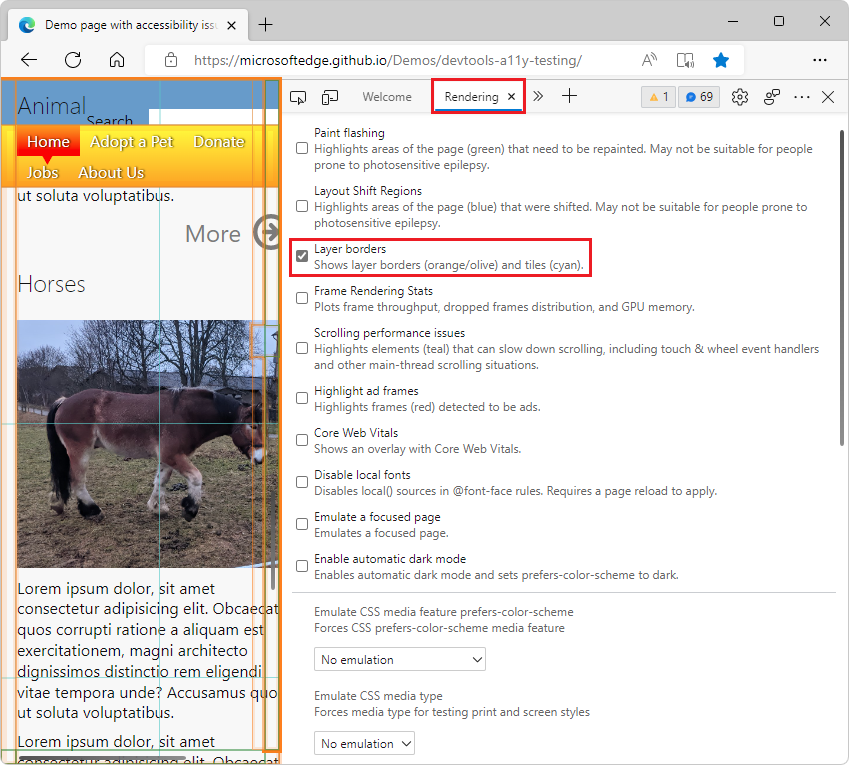 Demo page with accessibility iss
https://microsoftedge.github.io/Demos/devtools-a11y-testing/
Animal
Search
Home Adopt a Pet Donate
Jobs About Us
ut soluta voluptatibus.
More
Horses
Lorem ipsum dolor, sit amet
consectetur adipisicing elit. Obcaecat
quos corrupti ratione a aliquam est
exercitationem, magni architecto
dignissimos distinctio rem eligendi
vitae tempora unde? Accusamus quo
ut soluta voluptatibus.
Lorem ipsum dolor, sit amet
consectetur adipisicing elit. Obcaecat
Welcome Rendering 1 69
Paint flashing
Highlights areas of the page (green) that need to be repainted. May not be suitable for people
prone to photosensitive epilepsy.
Layout Shift Regions
Highlights areas of the page (blue) that were shifted. May not be suitable for people prone to
photosensitive epilepsy.
Layer borders
Shows layer borders (orange/olive) and tiles (cyan).
Frame Rendering Stats
Plots frame throughput, dropped frames distribution, and GPU memory.
Scrolling performance issues
Highlights elements (teal) that can slow down scrolling, including touch & wheel event handlers
and other main-thread scrolling situations.
Highlight ad frames
Highlights frames (red) detected to be ads.
Core Web Vitals
Shows an overlay with Core Web Vitals.
Disable local fonts
Disables local() sources in @font-face rules. Requires a page reload to apply.
Emulate a focused page
Emulates a focused page.
Enable automatic dark mode
Enables automatic dark mode and sets prefers-color-scheme to dark.
Emulate CSS media feature prefers-color-scheme
Forces CSS prefers-color-scheme media feature
No emulation
Emulate CSS media type
Forces media type for testing print and screen styles
No emulation